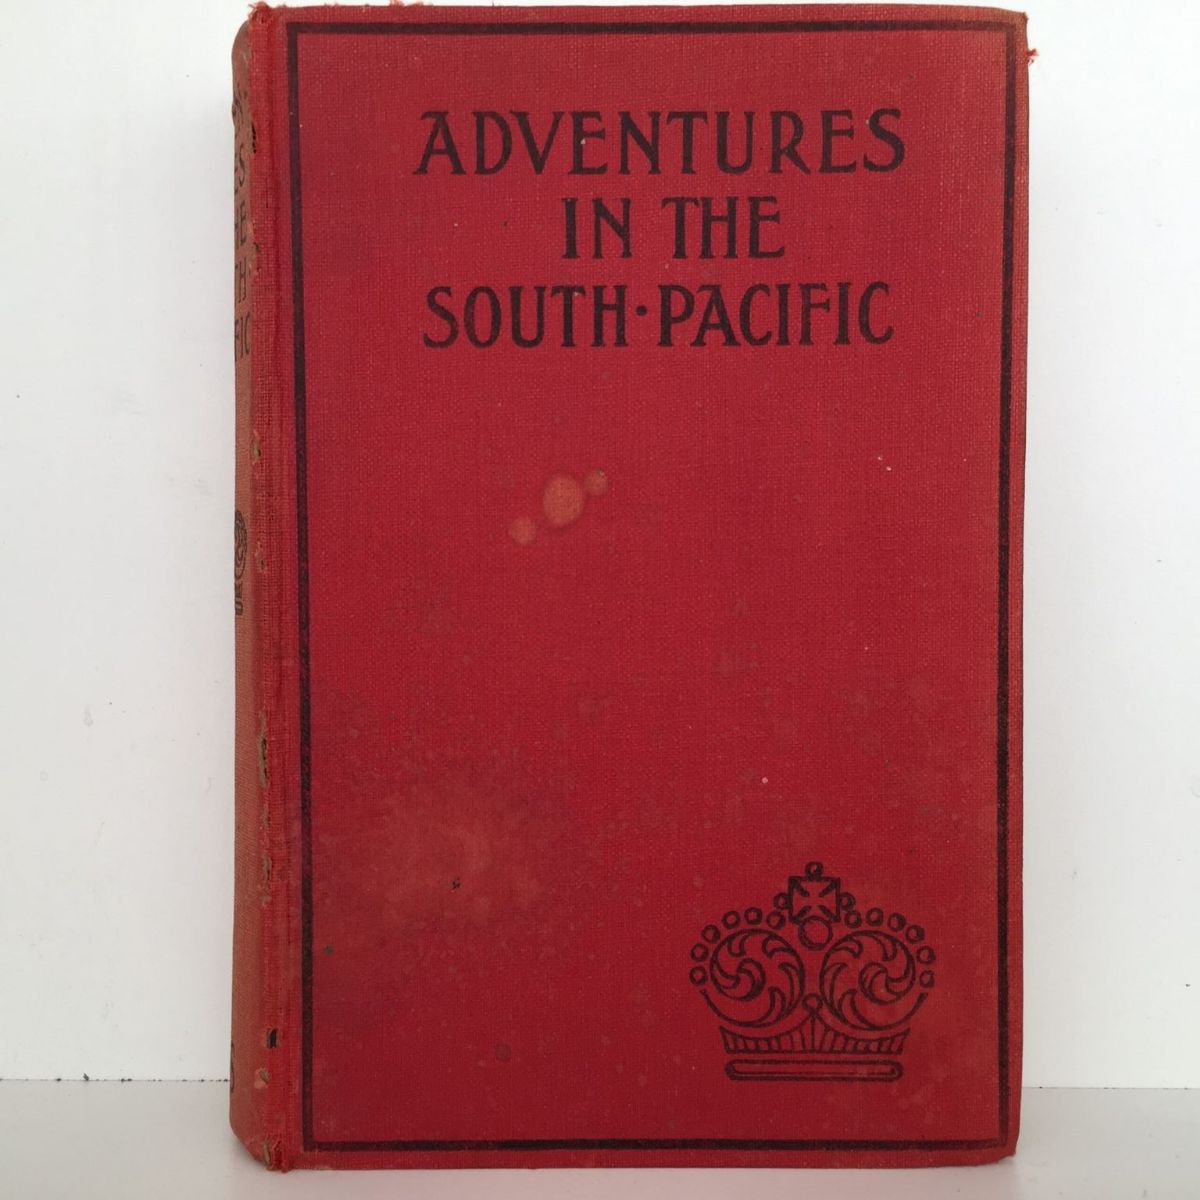 ADVENTURES
IN THE
SOUTH·PACIFIC